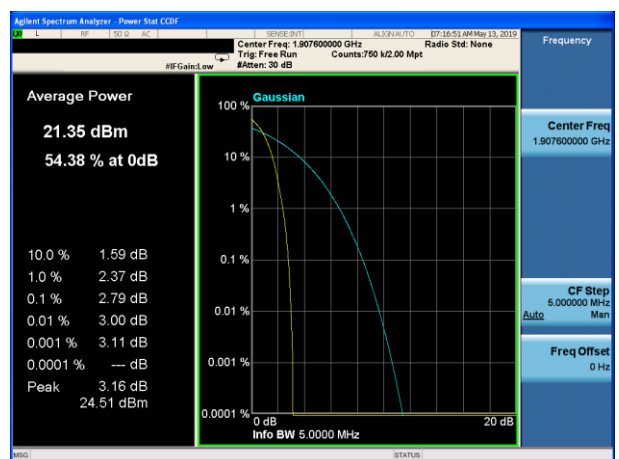 Agilent Spectrum Analyzer - Power Stat CCDF
L RF 50 Ω AC SENSE:INT ALIGN AUTO 07:16:51 AM May 13, 2019
Center Freq: 1.907600000 GHz Radio Std: None
Trig: Free Run Counts:750 k/2.00 Mpt
#IFGain:Low #Atten: 30 dB
Frequency
Average Power
21.35 dBm
54.38 % at 0dB
10.0 % 1.59 dB
1.0 % 2.37 dB
0.1 % 2.79 dB
0.01 % 3.00 dB
0.001 % 3.11 dB
0.0001 % --- dB
Peak 3.16 dB
24.51 dBm
Gaussian
100 %
10 %
1 %
0.1 %
0.01 %
0.001 %
0.0001 %
0 dB 20 dB
Info BW 5.0000 MHz
Center Freq
1.907600000 GHz
CF Step
5.000000 MHz
Auto Man
Freq Offset
0 Hz
MSG STATUS